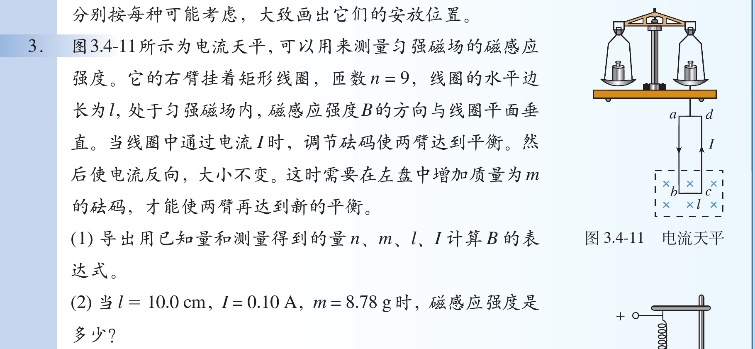 分别按每种可能考虑，大致画出它们的安放位置。
3. 图3.4-11所示为电流天平，可以用来测量匀强磁场的磁感应
强度。它的右臂挂着矩形线圈，匝数n=9，线圈的水平边
长为l，处于匀强磁场内，磁感应强度B的方向与线圈平面垂
直。当线圈中通过电流I时，调节砝码使两臂达到平衡。然
后使电流反向，大小不变。这时需要在左盘中增加质量为m
的砝码，才能使两臂再达到新的平衡。
(1) 导出用已知量和测量得到的量n、m、l、I计算B的表
达式。
(2) 当l = 10.0 cm，I = 0.10 A，m = 8.78 g时，磁感应强度是
多少？
a d
I
b c
l
图 3.4-11 电流天平
+